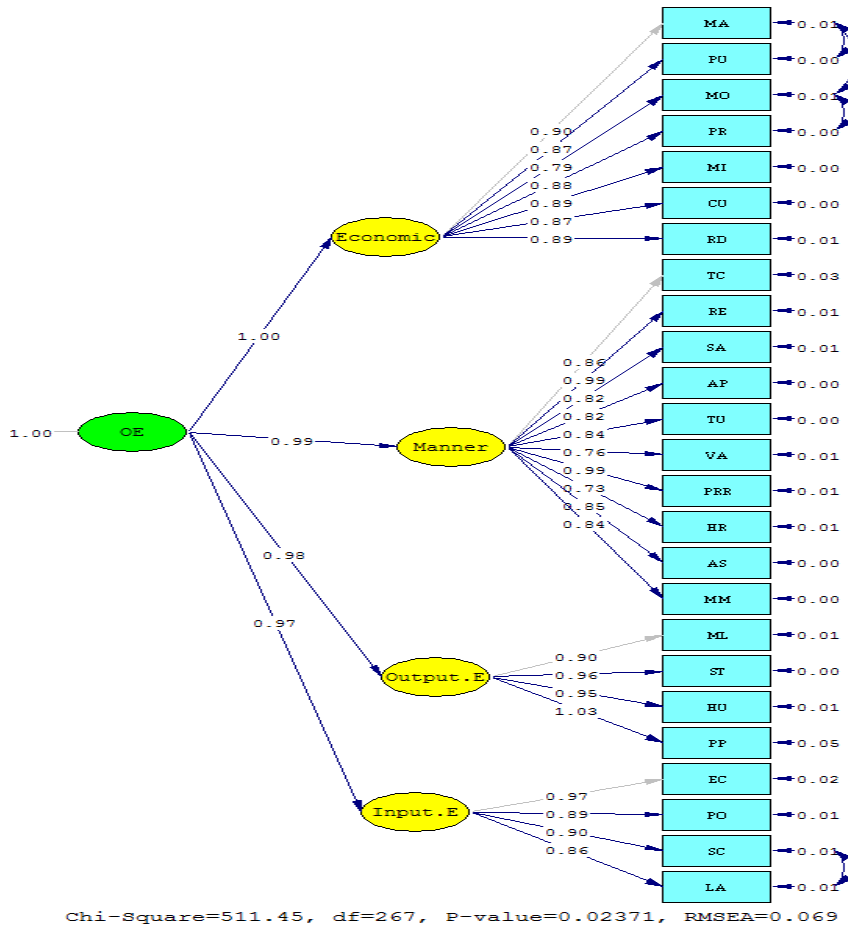 MA 0.01
PU 0.00
MO 0.01
0.90 PR 0.00
0.87
0.79 MI 0.00
0.88
0.89 CU 0.00
0.87
Economic 0.89 RD 0.01
TC 0.03
RE 0.01
1.00
SA 0.01
0.86
0.99 AP 0.00
0.82
0.82 TU 0.00
1.00 OE 0.84
0.99 Manner 0.76 VA 0.01
0.99
0.73 PRR 0.01
0.85
0.84 HR 0.01
0.98 AS 0.00
MM 0.00
0.97 ML 0.01
0.90
Output.E 0.96 ST 0.00
0.95
1.03 HU 0.01
PP 0.05
EC 0.02
0.97
Input.E 0.89 PO 0.01
0.90
0.86 SC 0.01
LA 0.01
Chi-Square=511.45, df=267, P-value=0.02371, RMSEA=0.069